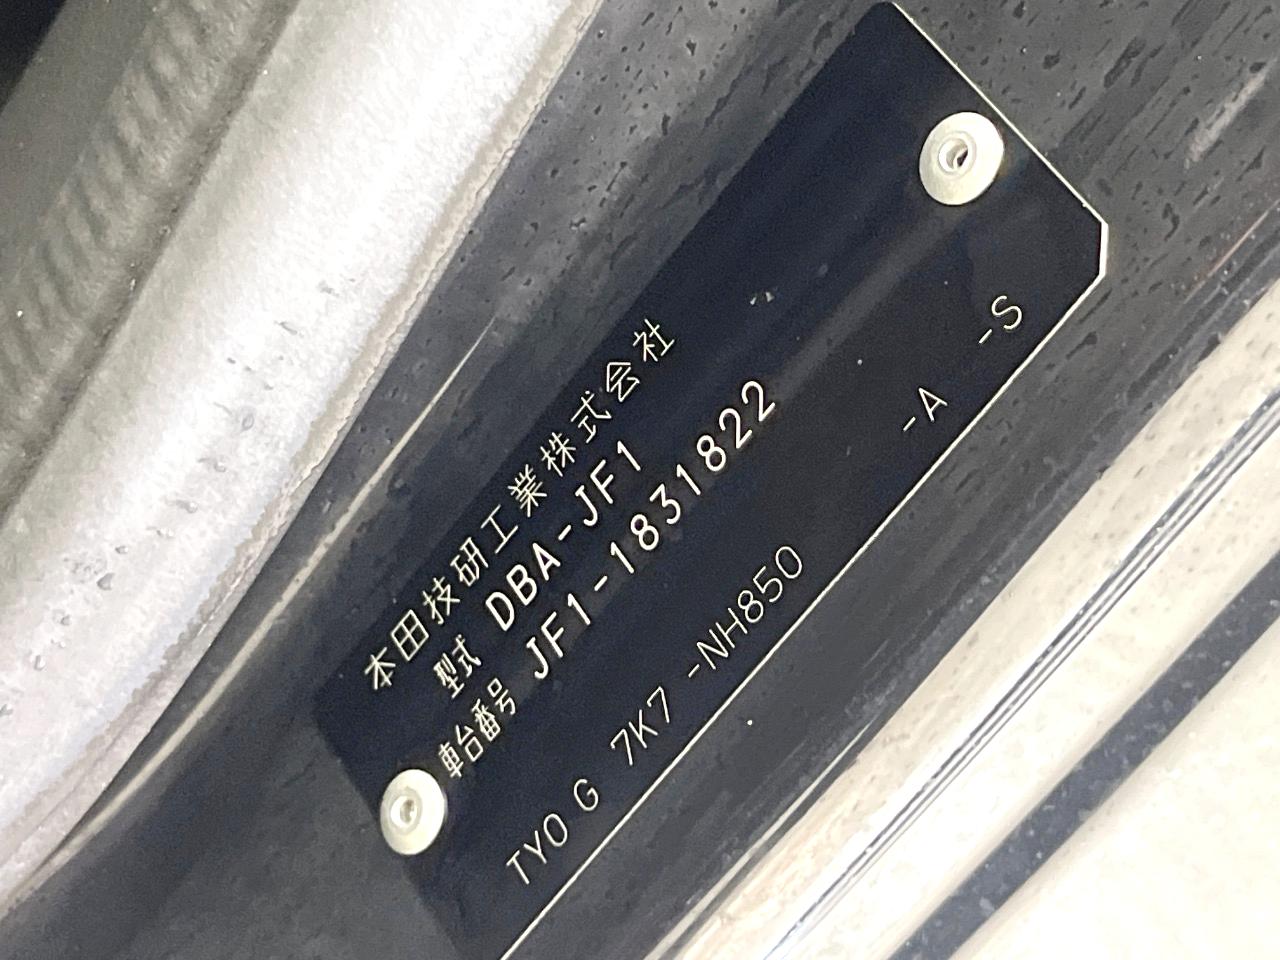 本田技研工業株式会社
型式 DBA-JF1
車台番号 JF1-1831822
TY0 G 7K7 -NH850 -A -S